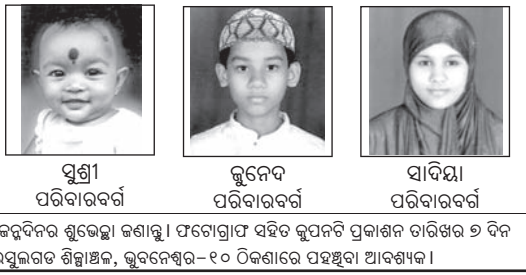 ସୁଶ୍ରୀ
ପରିବାରବର୍ଗ
ଜୁନେଦ
ପରିବାରବର୍ଗ
ସାଦିୟା
ପରିବାରବର୍ଗ
ଜନ୍ମଦିନର ଶୁଭେଚ୍ଛା ଜଣାନ୍ତୁ। ଫଟୋଗ୍ରାଫ ସହିତ କୁପନଟି ପ୍ରକାଶନ ତାରିଖର ୭ ଦିନ
ରସୁଲଗଡ ଶିଳ୍ପାଞ୍ଚଳ, ଭୁବନେଶ୍ୱର-୧୦ ଠିକଣାରେ ପହଞ୍ଚିବା ଆବଶ୍ୟକ।